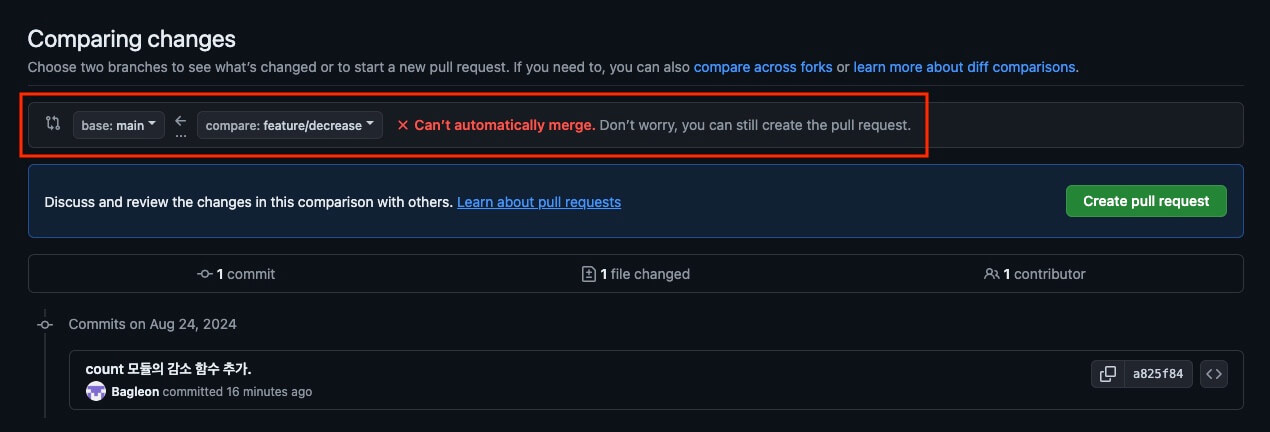 Comparing changes
Choose two branches to see what's changed or to start a new pull request. If you need to, you can also compare across forks or learn more about diff comparisons.
base: main ... compare: feature/decrease Can't automatically merge. Don't worry, you can still create the pull request.
Discuss and review the changes in this comparison with others. Learn about pull requests Create pull request
1 commit 1 file changed 1 contributor
Commits on Aug 24, 2024
count 모듈의 감소 함수 추가.
a825f84
Bagleon committed 16 minutes ago